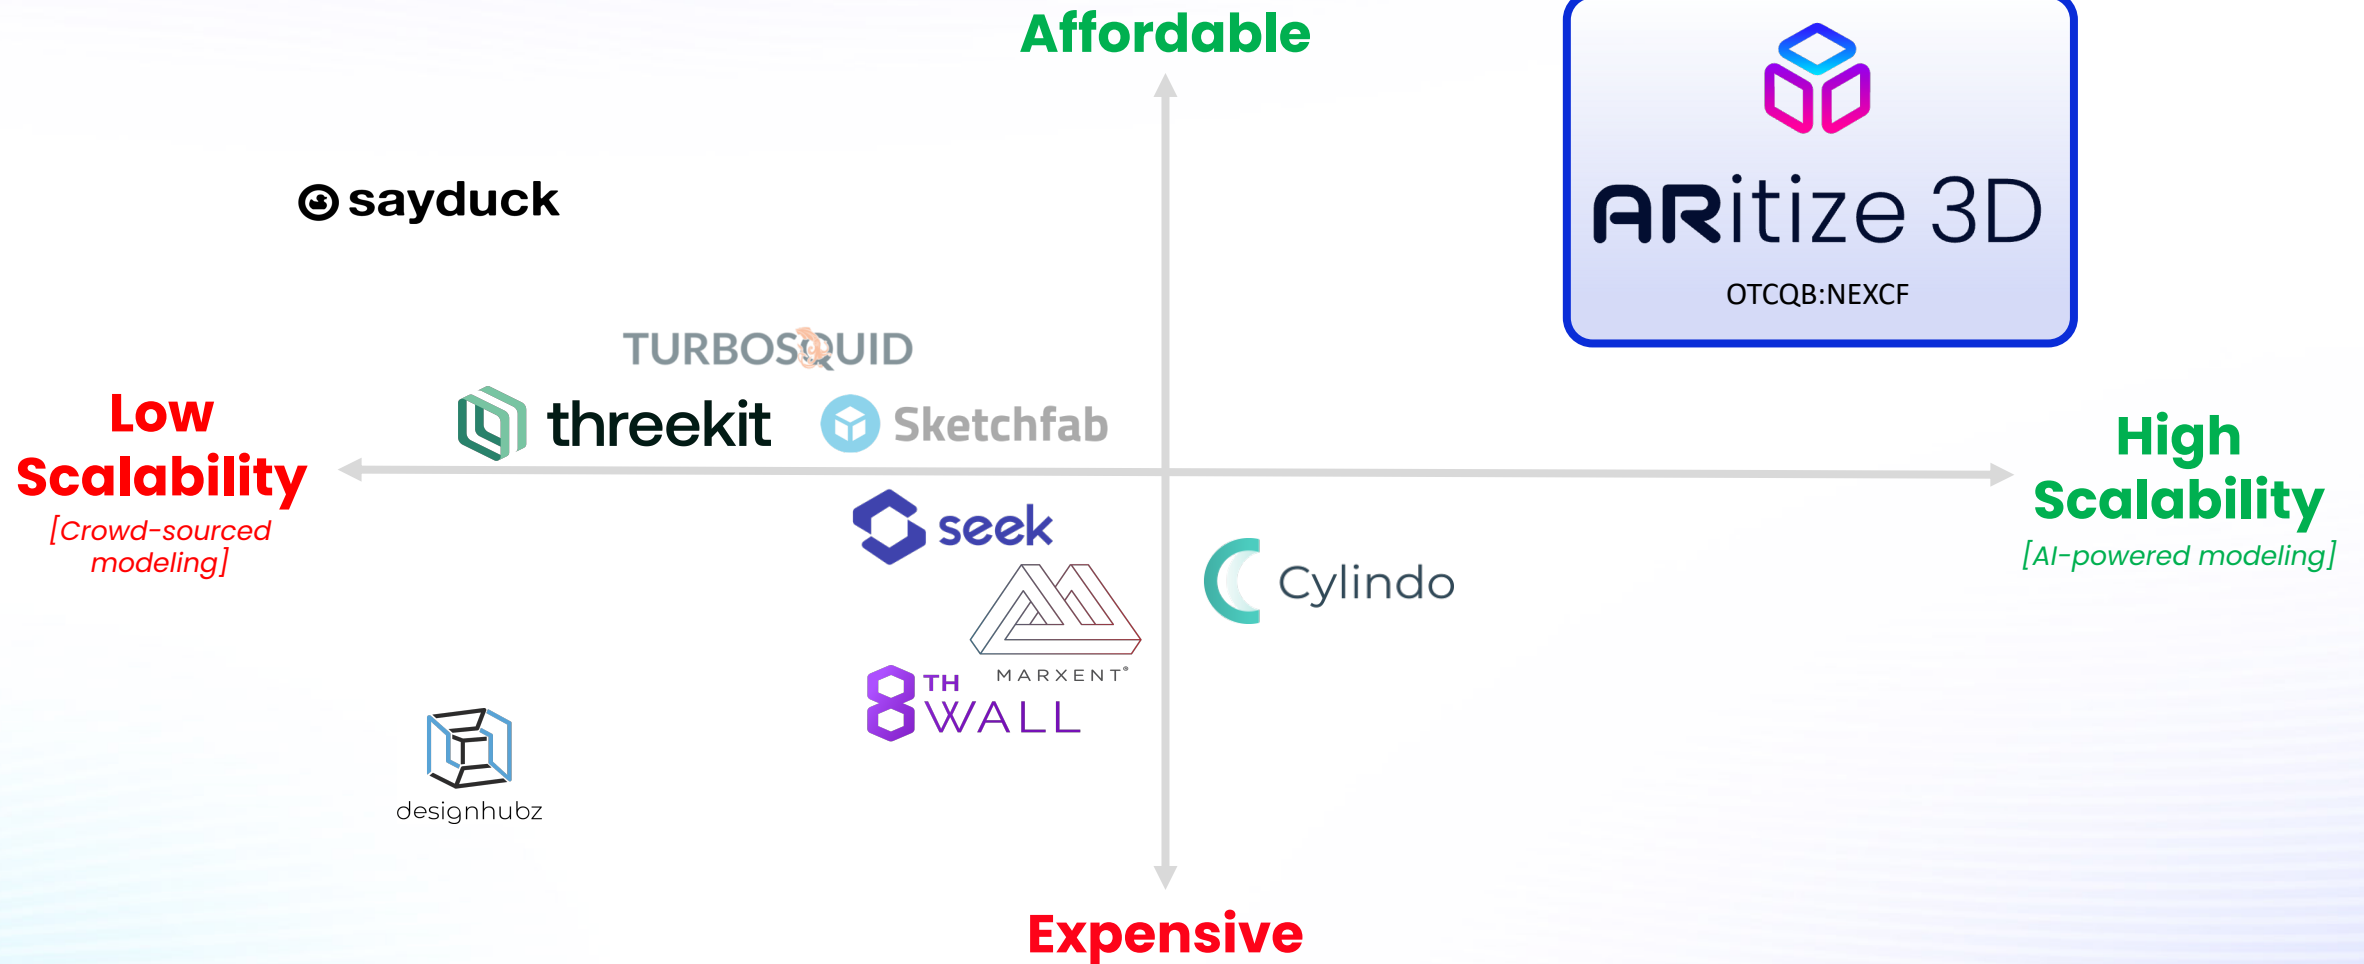 Affordable
ARitize 3D
OTCQB:NEXCF
sayduck
TURBOSQUID
threekit
Sketchfab
Low
Scalability
[Crowd-sourced
modeling]
High
Scalability
[AI-powered modeling]
seek
Cylindo
MARXENT®
8TH
WALL
designhubz
Expensive